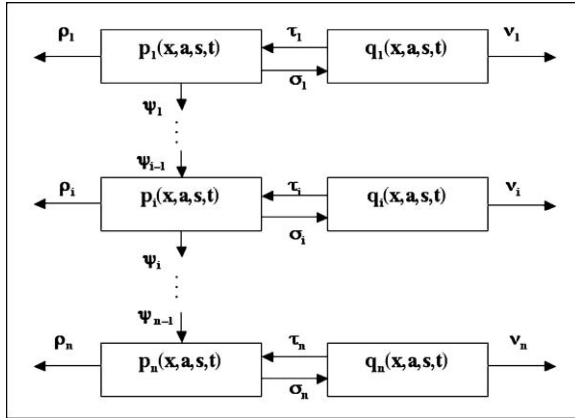 ρ₁ p₁(x,a,s,t) τ₁ q₁(x,a,s,t) ν₁
σ₁
ψ₁
ψᵢ₋₁
ρᵢ pᵢ(x,a,s,t) τᵢ qᵢ(x,a,s,t) νᵢ
σᵢ
ψᵢ
ψₙ₋₁
ρₙ pₙ(x,a,s,t) τₙ qₙ(x,a,s,t) νₙ
σₙ